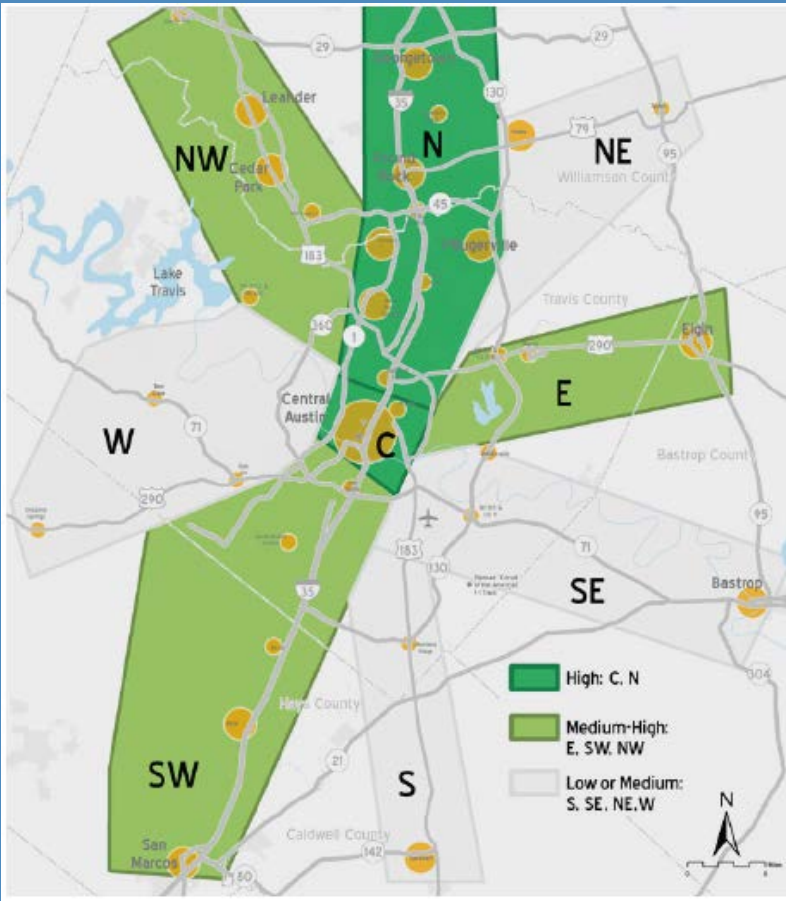 29
29
Georgetown
130
35
Leander
N
79
NW
NE
95
Cedar
Park
Round
Rock
Williamson County
45
Pflugerville
183
Lake
Travis
Travis County
360
1
290
Elgin
E
Central
Austin
C
W
71
Bastrop County
290
95
183
71
130
SE
Bastrop
35
304
High: C, N
Hays County
Medium-High:
E, SW, NW
21
SW
S
Low or Medium:
S, SE, NE,W
N
San
Marcos
Caldwell County
142
80